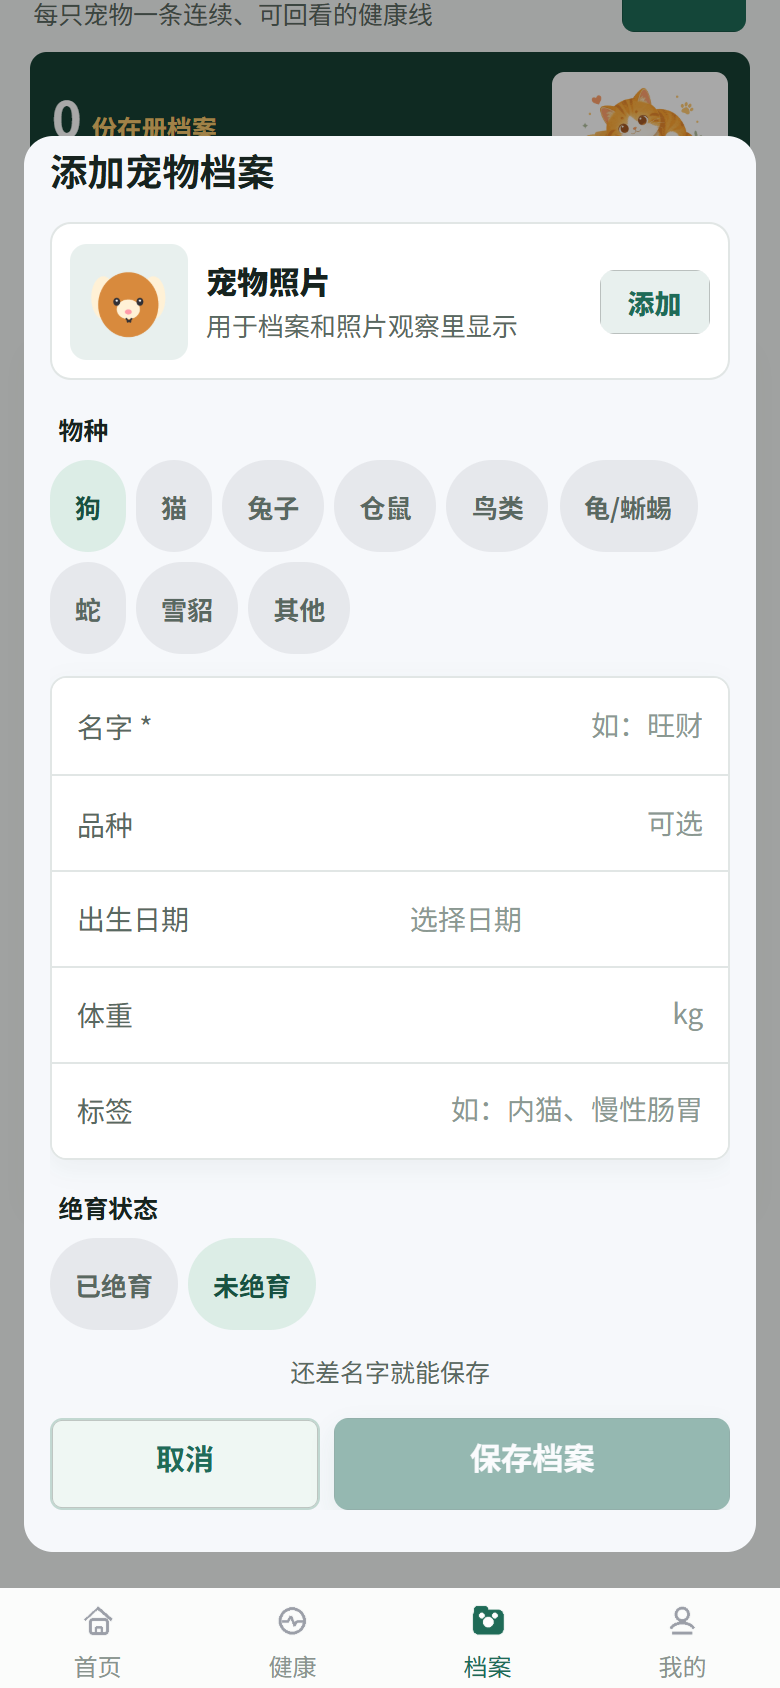 每只宠物一条连续、可回看的健康线
0 份在册档案
添加宠物档案
宠物照片
用于档案和照片观察里显示
添加
物种
狗 猫 兔子 仓鼠 鸟类 龟/蜥蜴
蛇 雪貂 其他
名字 * 如：旺财
品种 可选
出生日期 选择日期
体重 kg
标签 如：内猫、慢性肠胃
绝育状态
已绝育 未绝育
还差名字就能保存
取消 保存档案
首页 健康 档案 我的